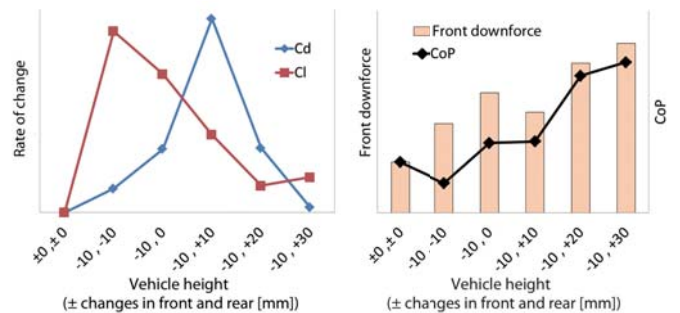 Rate of change
Cd
Cl
±0 ,± 0
-10, -10
-10, 0
-10, +10
-10, +20
-10, +30
Vehicle height
(± changes in front and rear [mm])
Front downforce
Front downforce
CoP
CoP
±0 ,± 0
-10, -10
-10, 0
-10, +10
-10, +20
-10, +30
Vehicle height
(± changes in front and rear [mm])